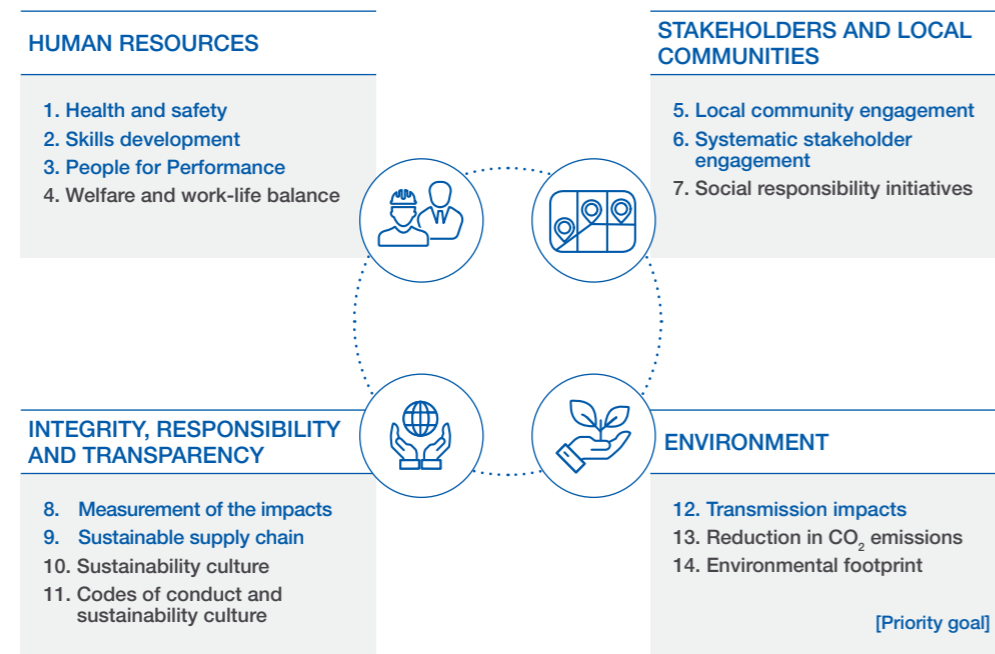 HUMAN RESOURCES
1. Health and safety
2. Skills development
3. People for Performance
4. Welfare and work-life balance
STAKEHOLDERS AND LOCAL
COMMUNITIES
5. Local community engagement
6. Systematic stakeholder
engagement
7. Social responsibility initiatives
INTEGRITY, RESPONSIBILITY
AND TRANSPARENCY
8. Measurement of the impacts
9. Sustainable supply chain
10. Sustainability culture
11. Codes of conduct and
sustainability culture
ENVIRONMENT
12. Transmission impacts
13. Reduction in CO₂ emissions
14. Environmental footprint
[Priority goal]